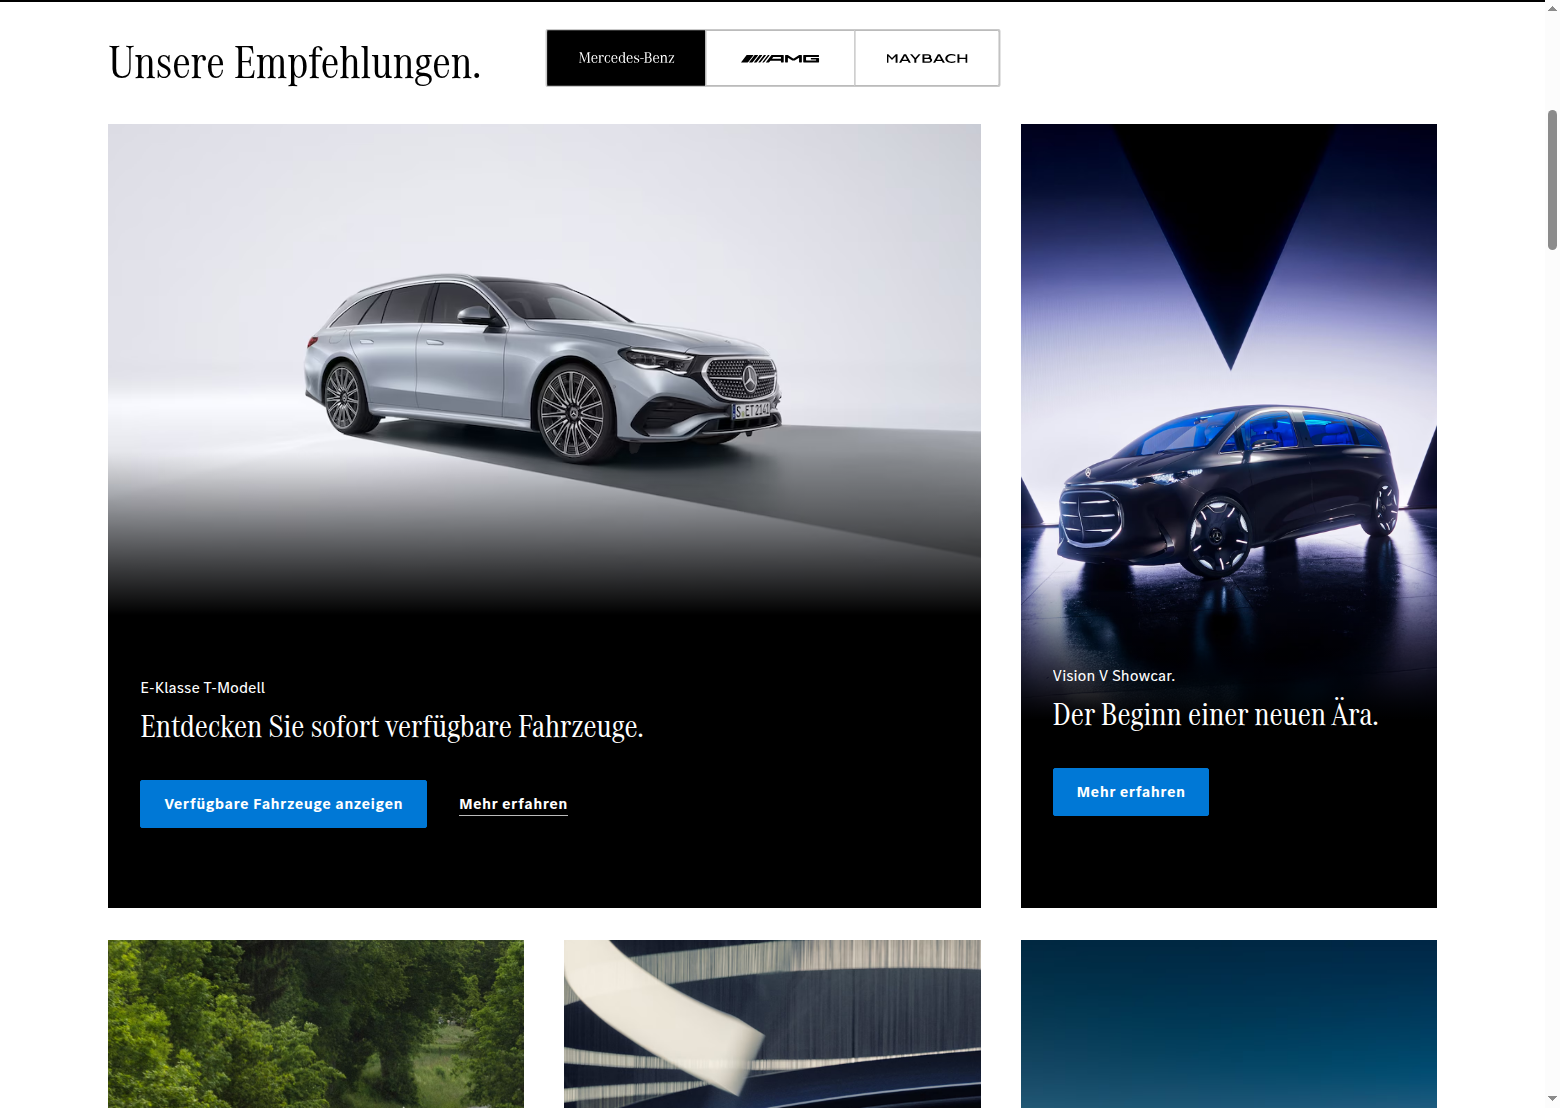 Unsere Empfehlungen.
Mercedes-Benz
AMG
MAYBACH
S ET 2141
E-Klasse T-Modell
Entdecken Sie sofort verfügbare Fahrzeuge.
Verfügbare Fahrzeuge anzeigen
Mehr erfahren
Vision V Showcar.
Der Beginn einer neuen Ära.
Mehr erfahren